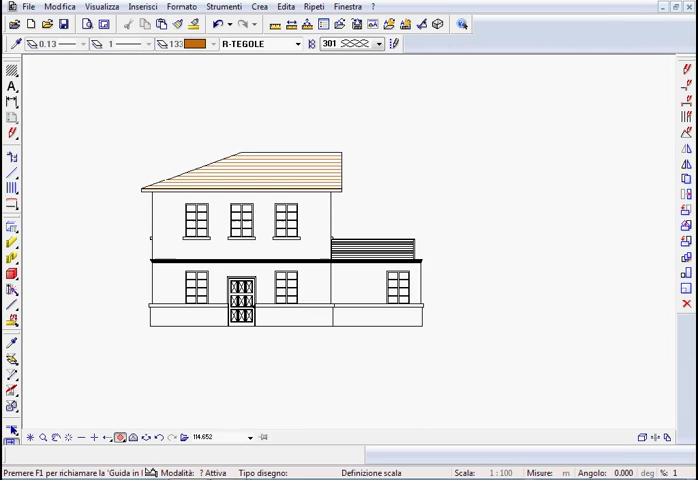 File Modifica Visualizza Inserisci Formato Strumenti Crea Edita Ripeti Finestra ?
0.13 1 133 R-TEGOLE 301
A
114.652
Premere F1 per richiamare la 'Guida in l Modalità: ? Attiva Tipo disegno: Definizione scala Scala: 1 : 100 Misure: m Angolo: 0.000 deg %: 1